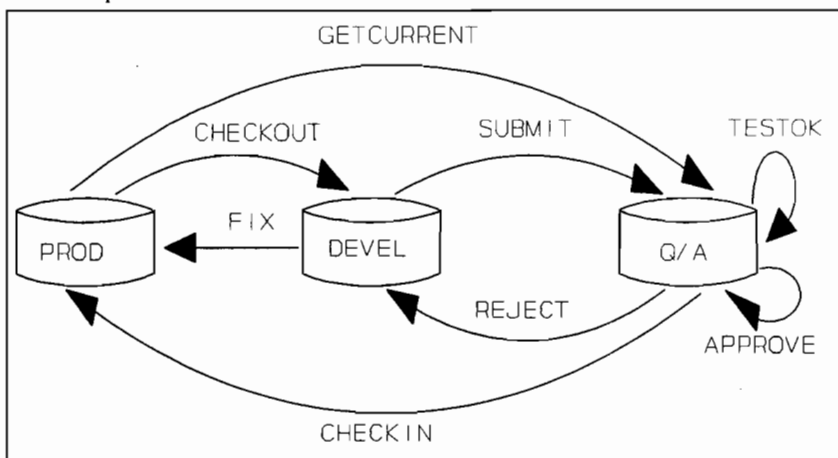 GETCURRENT
CHECKOUT
SUBMIT
TESTOK
PROD
FIX
DEVEL
Q/A
REJECT
APPROVE
CHECKIN